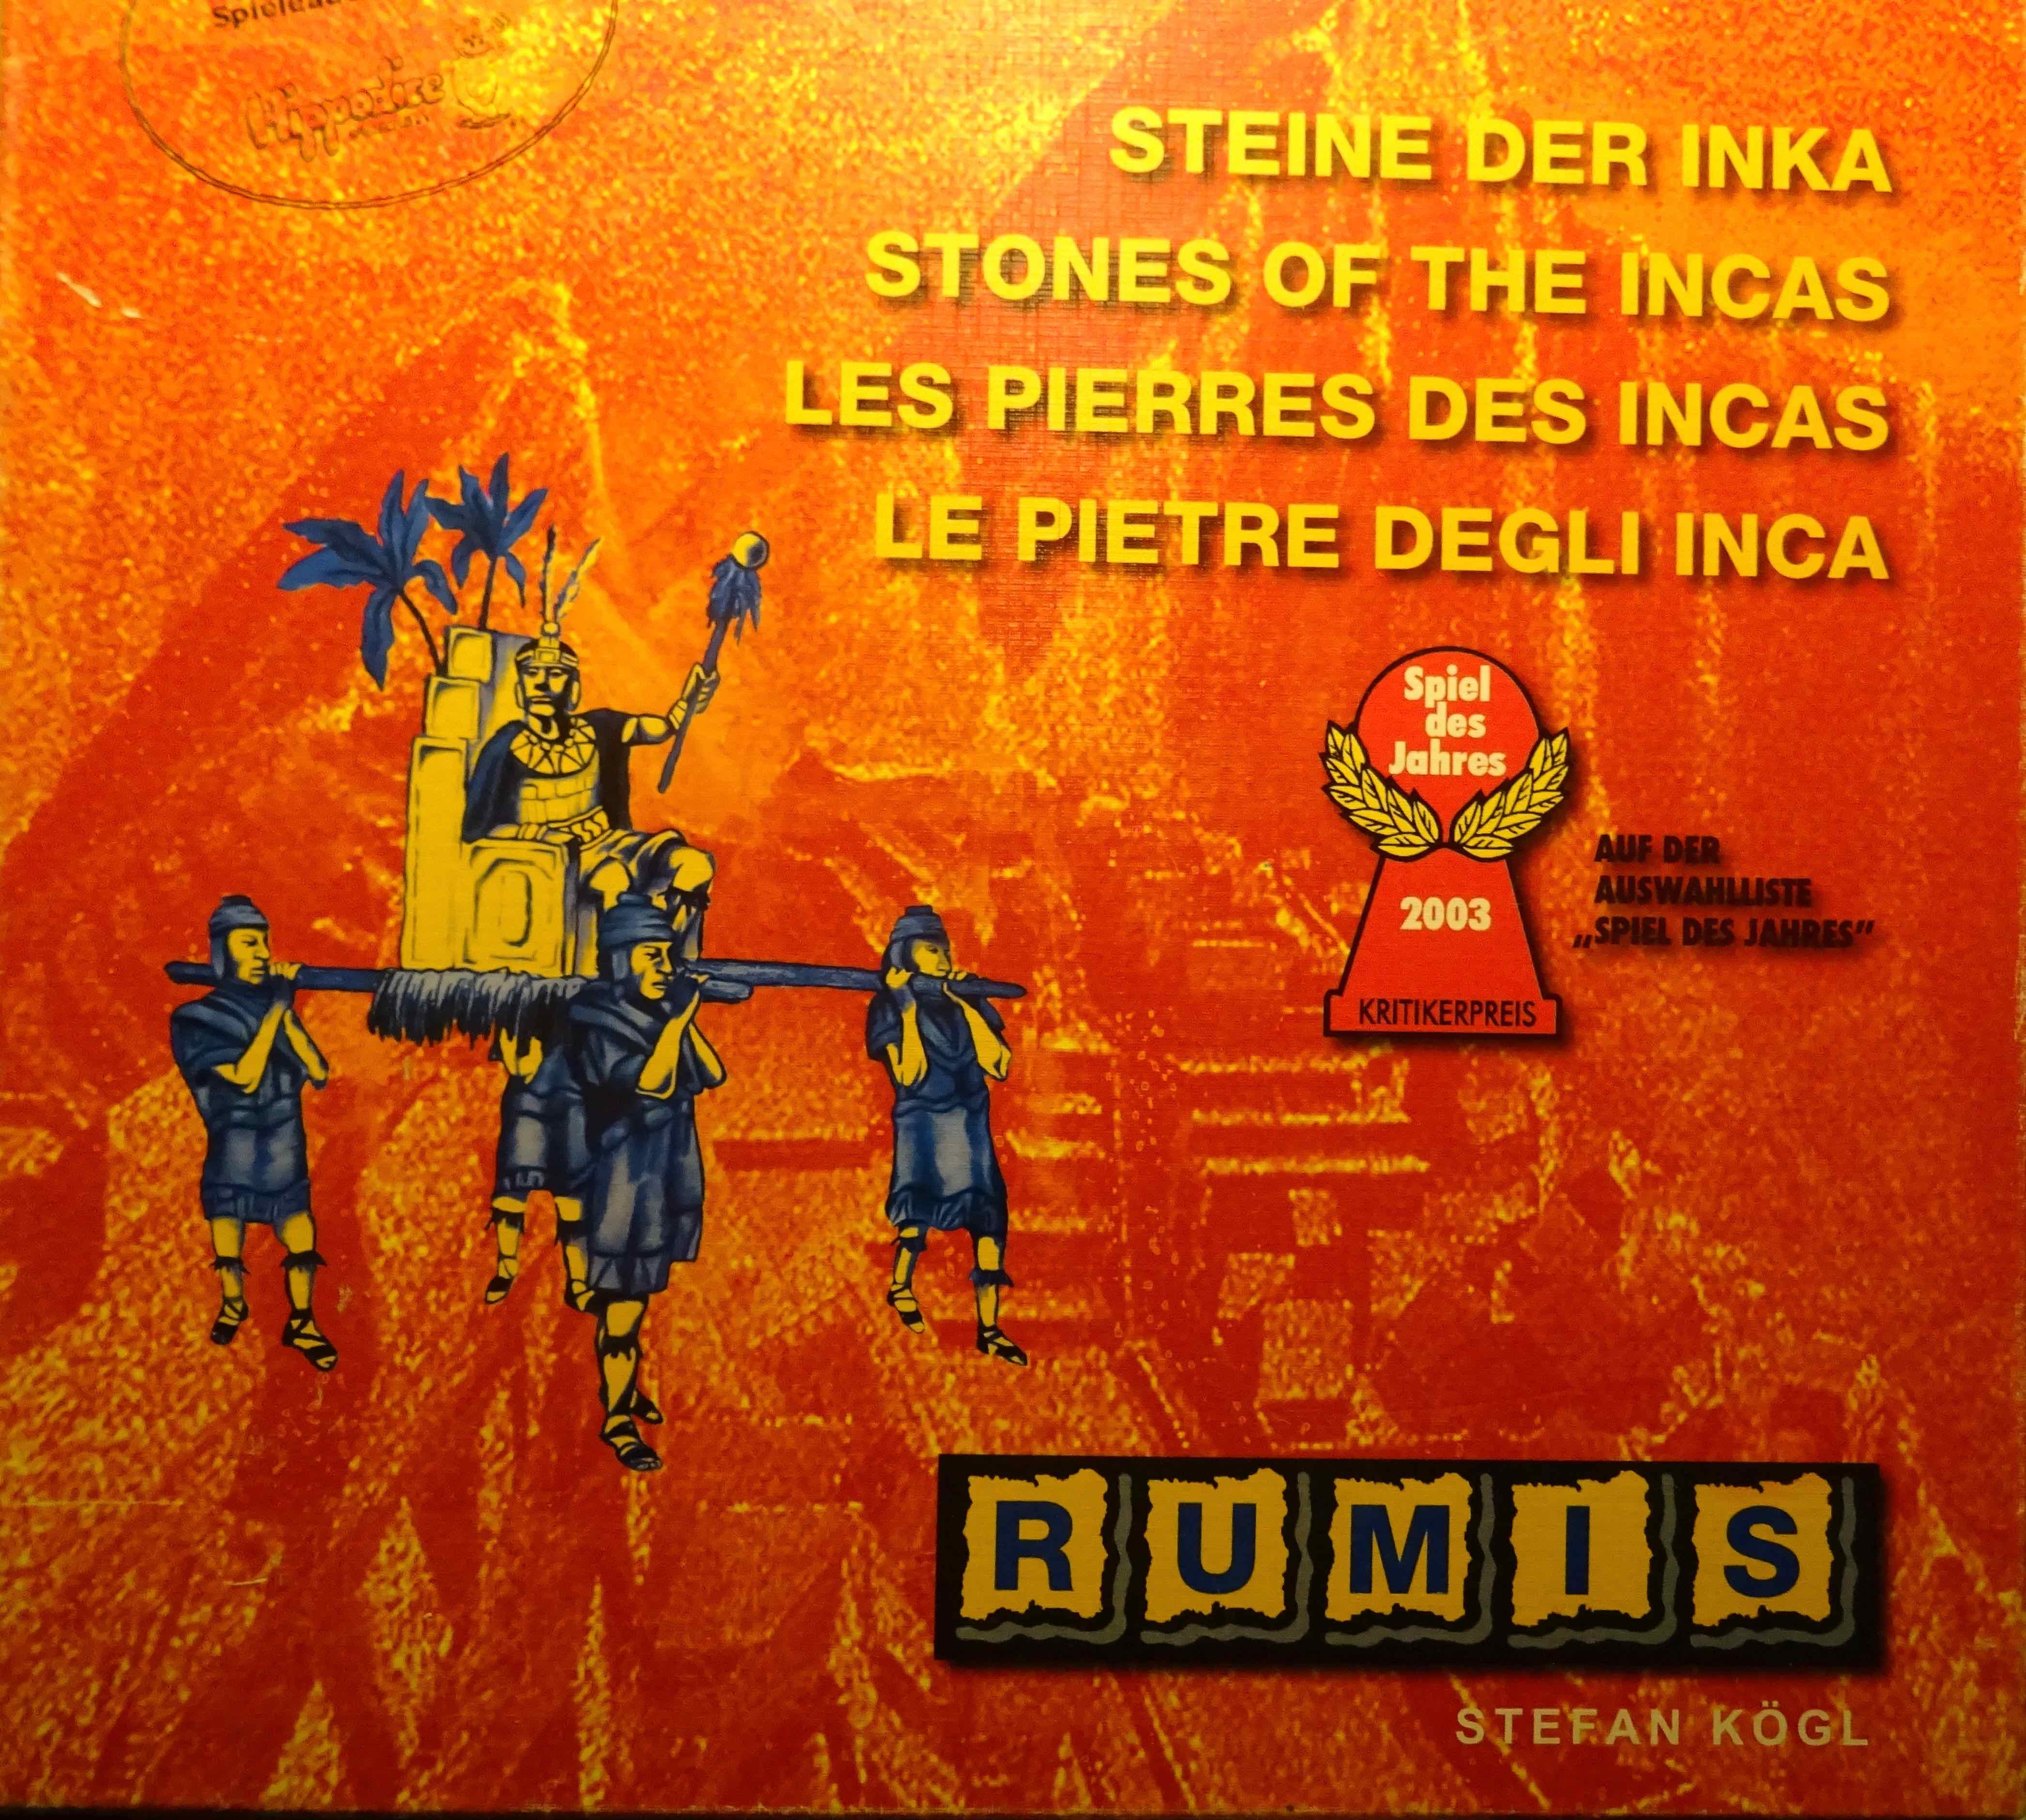 Hippodice
STEINE DER INKA
STONES OF THE INCAS
LES PIERRES DES INCAS
LE PIETRE DEGLI INCA
Spiel
des
Jahres
2003
KRITIKERPREIS
AUF DER
AUSWAHLLISTE
„SPIEL DES JAHRES”
RUMIS
STEFAN KÖGL